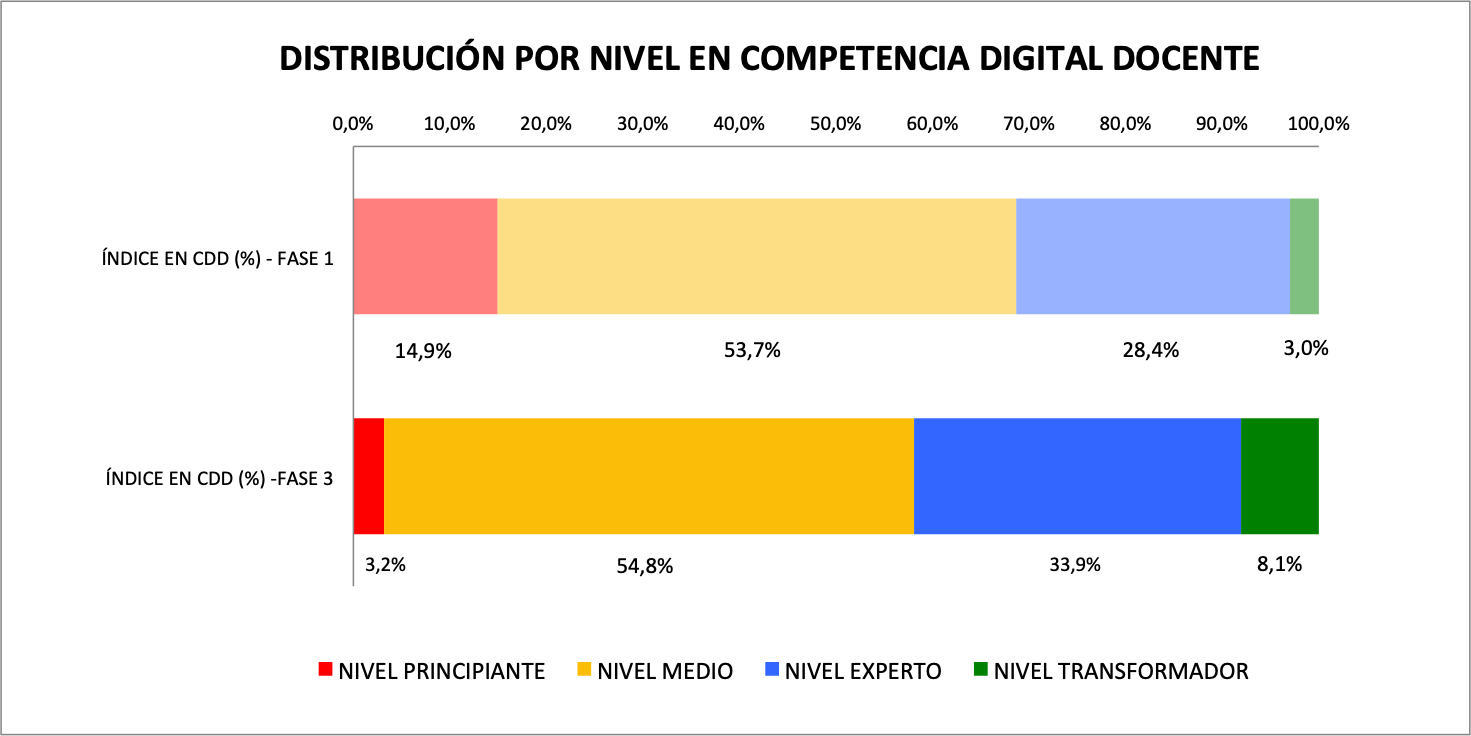 DISTRIBUCIÓN POR NIVEL EN COMPETENCIA DIGITAL DOCENTE
0,0% 10,0% 20,0% 30,0% 40,0% 50,0% 60,0% 70,0% 80,0% 90,0% 100,0%
ÍNDICE EN CDD (%) - FASE 1
14,9% 53,7% 28,4% 3,0%
ÍNDICE EN CDD (%) -FASE 3
3,2% 54,8% 33,9% 8,1%
NIVEL PRINCIPIANTE NIVEL MEDIO NIVEL EXPERTO NIVEL TRANSFORMADOR